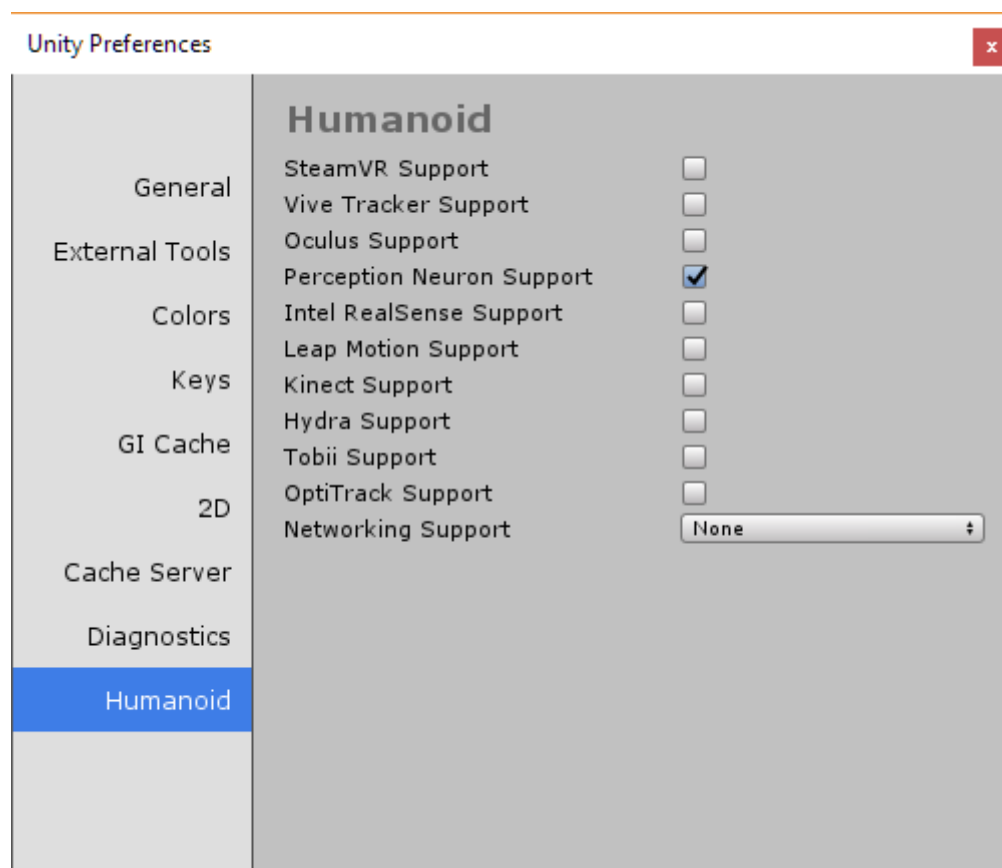 Unity Preferences
x
General
External Tools
Colors
Keys
GI Cache
2D
Cache Server
Diagnostics
Humanoid
Humanoid
SteamVR Support
Vive Tracker Support
Oculus Support
Perception Neuron Support
Intel RealSense Support
Leap Motion Support
Kinect Support
Hydra Support
Tobii Support
OptiTrack Support
Networking Support None